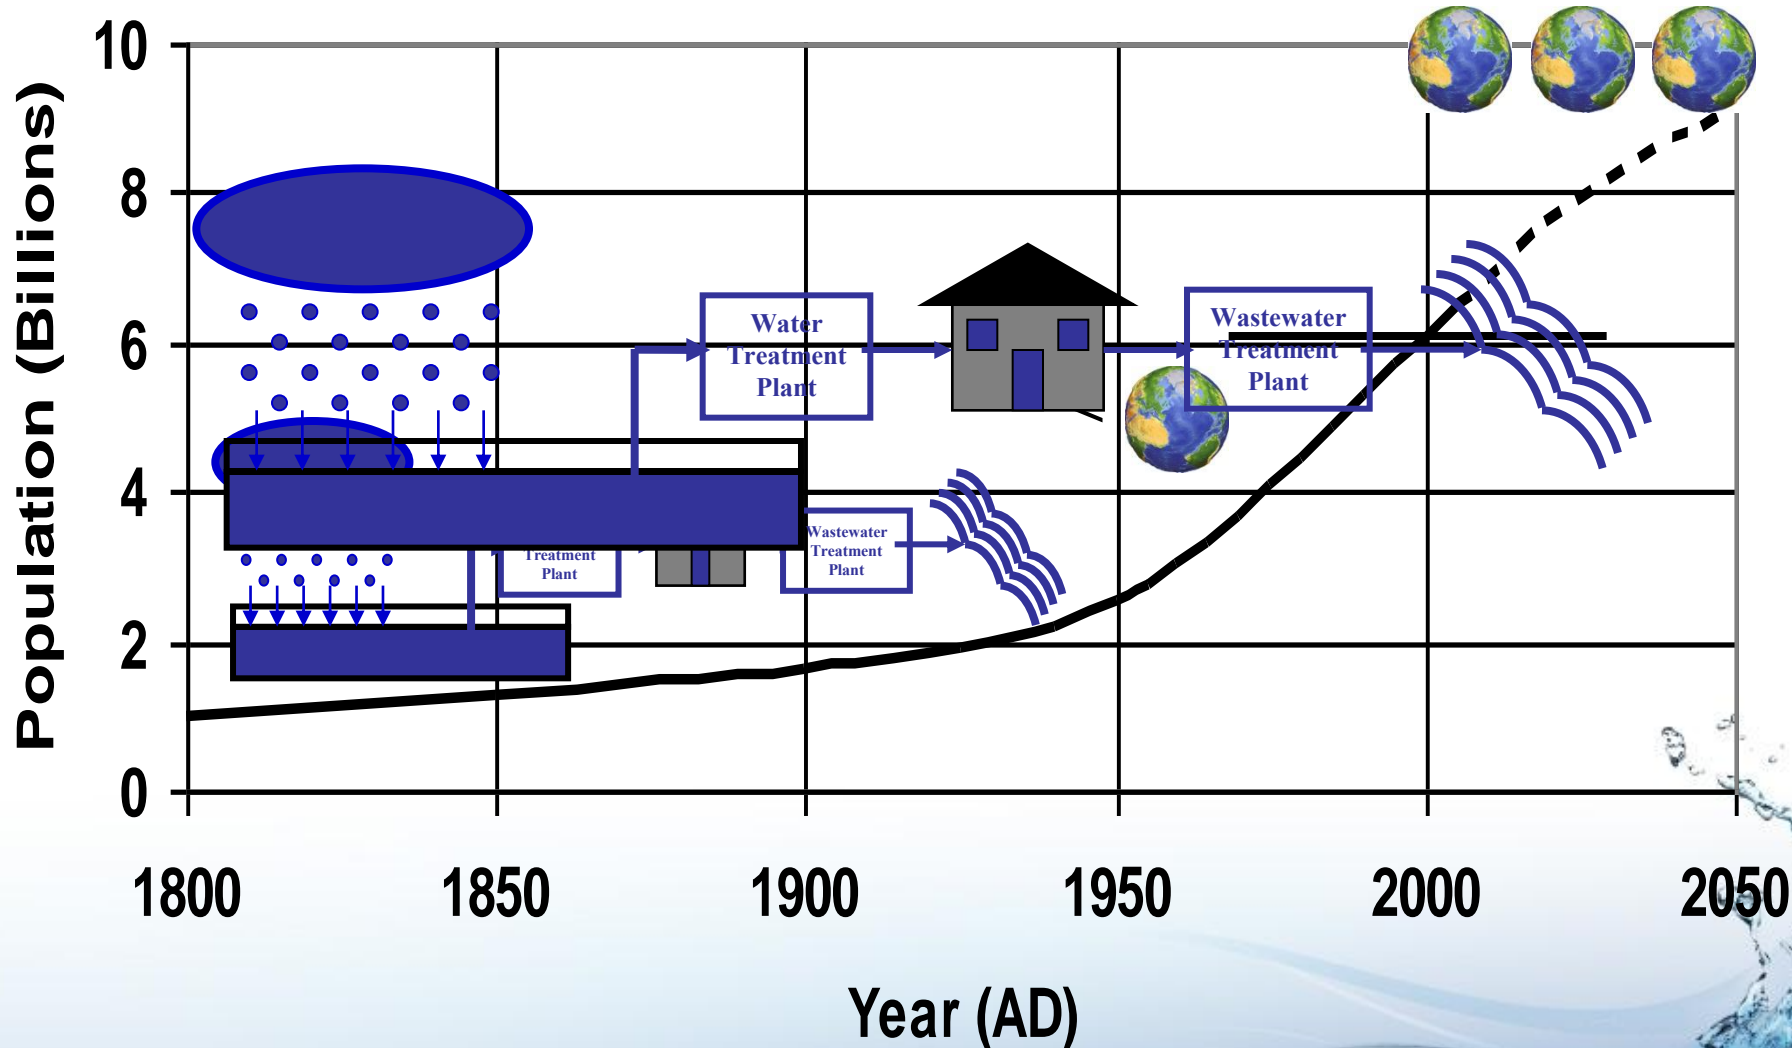 Population (Billions)
10
8
6
4
2
0
Water
Treatment
Plant
Wastewater
Treatment
Plant
Treatment
Plant
Wastewater
Treatment
Plant
1800 1850 1900 1950 2000 2050
Year (AD)